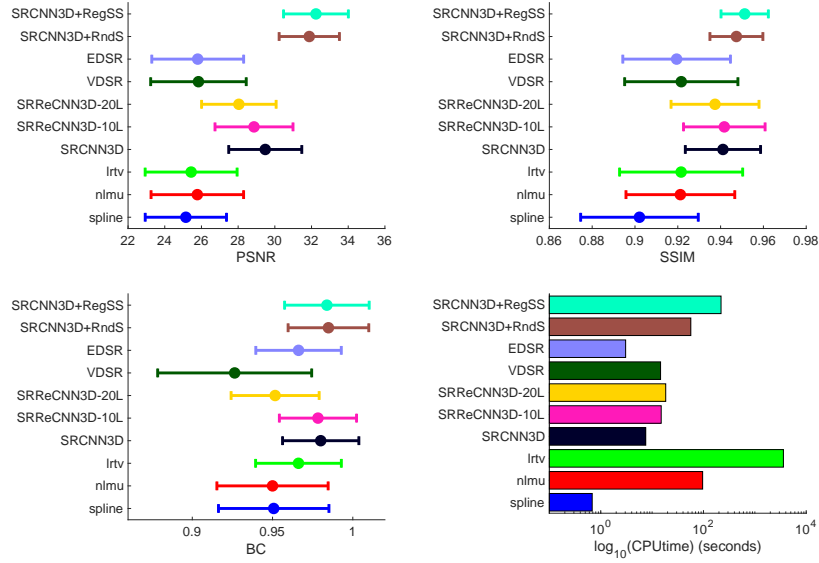 SRCNN3D+RegSS
SRCNN3D+RndS
EDSR
VDSR
SRReCNN3D-20L
SRReCNN3D-10L
SRCNN3D
lrtv
nlmu
spline
22 24 26 28 30 32 34 36
PSNR
SRCNN3D+RegSS
SRCNN3D+RndS
EDSR
VDSR
SRReCNN3D-20L
SRReCNN3D-10L
SRCNN3D
lrtv
nlmu
spline
0.86 0.88 0.9 0.92 0.94 0.96 0.98
SSIM
SRCNN3D+RegSS
SRCNN3D+RndS
EDSR
VDSR
SRReCNN3D-20L
SRReCNN3D-10L
SRCNN3D
lrtv
nlmu
spline
0.9 0.95 1
BC
SRCNN3D+RegSS
SRCNN3D+RndS
EDSR
VDSR
SRReCNN3D-20L
SRReCNN3D-10L
SRCNN3D
lrtv
nlmu
spline
10^0 10^2 10^4
log_10(CPUtime) (seconds)